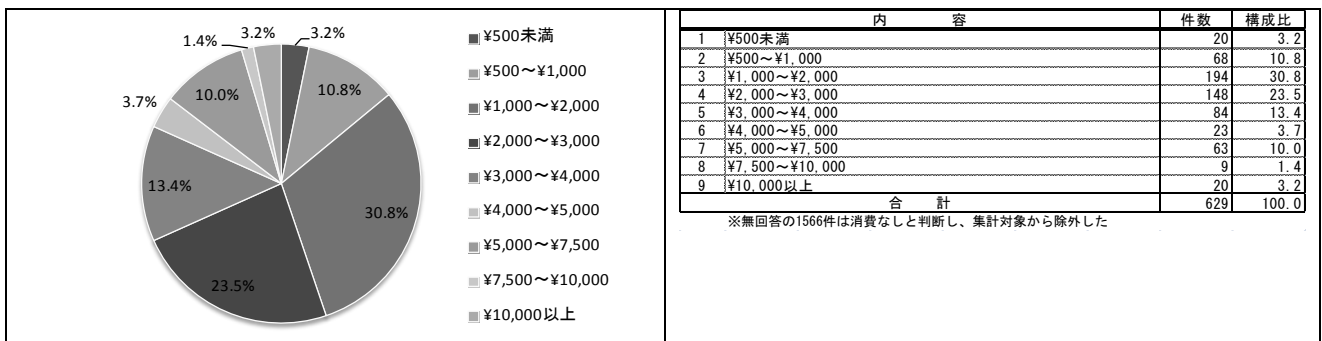 3.2%
3.2%
1.4%
10.8%
10.0%
3.7%
13.4%
30.8%
23.5%
¥500未満
¥500～¥1,000
¥1,000～¥2,000
¥2,000～¥3,000
¥3,000～¥4,000
¥4,000～¥5,000
¥5,000～¥7,500
¥7,500～¥10,000
¥10,000以上
内 容 件数 構成比
1 ¥500未満 20 3.2
2 ¥500～¥1,000 68 10.8
3 ¥1,000～¥2,000 194 30.8
4 ¥2,000～¥3,000 148 23.5
5 ¥3,000～¥4,000 84 13.4
6 ¥4,000～¥5,000 23 3.7
7 ¥5,000～¥7,500 63 10.0
8 ¥7,500～¥10,000 9 1.4
9 ¥10,000以上 20 3.2
合 計 629 100.0
※無回答の1566件は消費なしと判断し、集計対象から除外した